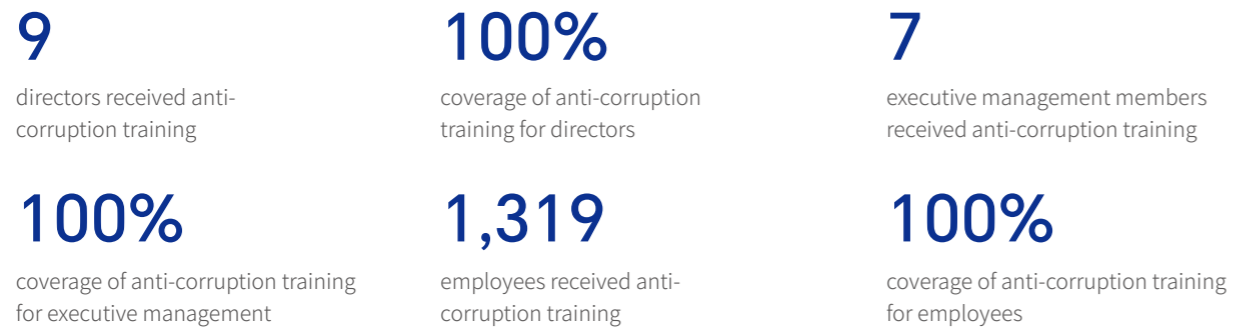 9
directors received anti-
corruption training
100%
coverage of anti-corruption
training for directors
7
executive management members
received anti-corruption training
100%
coverage of anti-corruption training
for executive management
1,319
employees received anti-
corruption training
100%
coverage of anti-corruption training
for employees